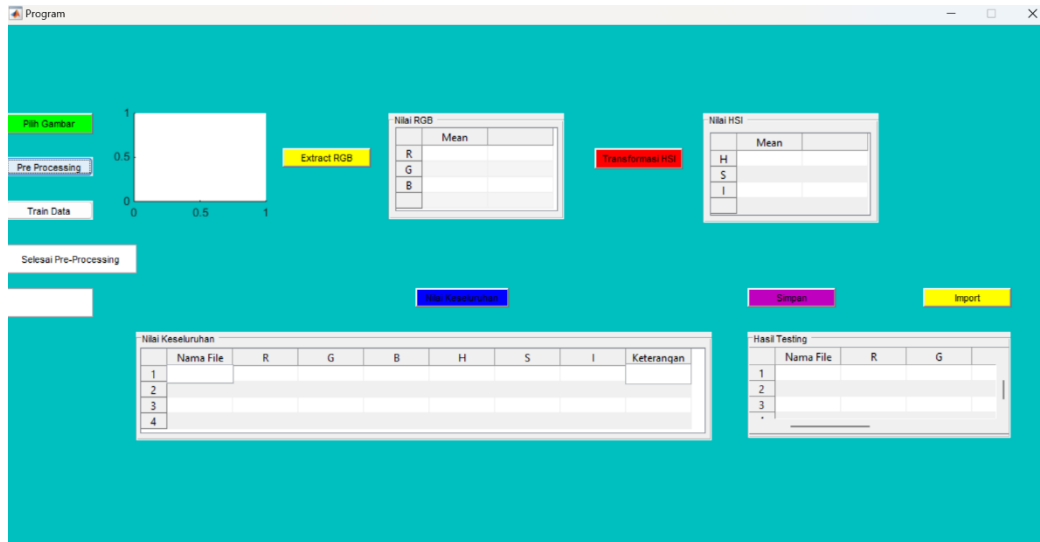 Program
Pilih Gambar
Pre Processing
Train Data
Selesai Pre-Processing
1
0.5
0
0 0.5 1
Extract RGB
Nilai RGB
Mean
R
G
B
Transformasi HSI
Nilai HSI
Mean
H
S
I
Nilai Keseluruhan
Simpan
Import
Nilai Keseluruhan
Nama File R G B H S I Keterangan
1
2
3
4
Hasil Testing
Nama File R G
1
2
3